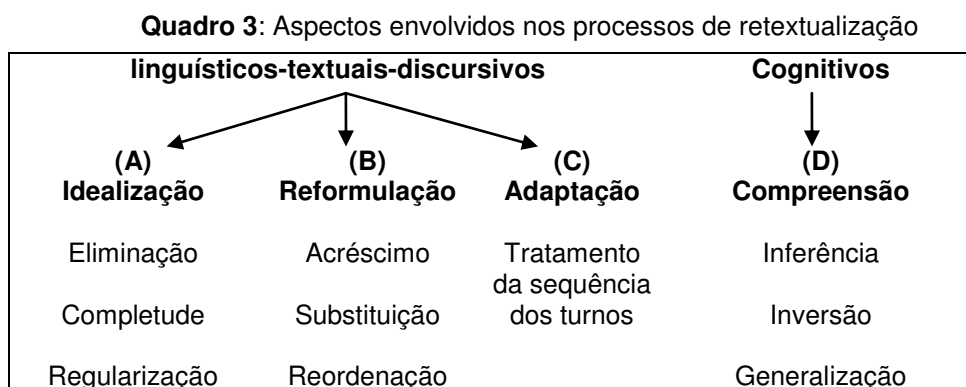 Quadro 3: Aspectos envolvidos nos processos de retextualização
linguísticos-textuais-discursivos Cognitivos
(A) (B) (C) (D)
Idealização Reformulação Adaptação Compreensão
Eliminação Acréscimo Tratamento Inferência
da sequência
Completude Substituição dos turnos Inversão
Regularização Reordenação Generalização